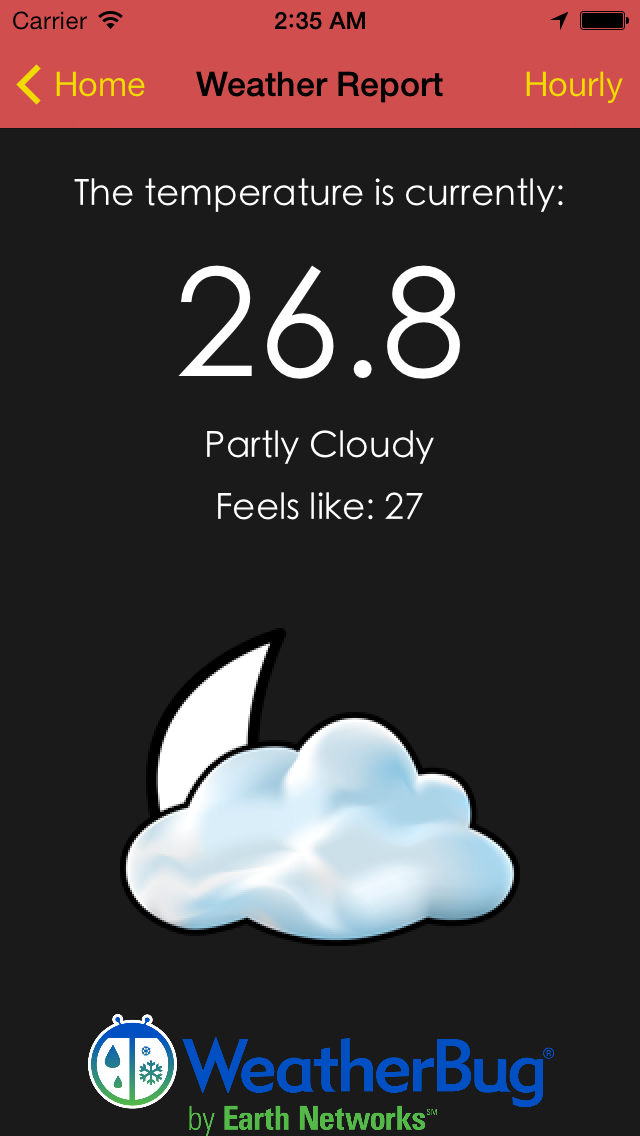 Carrier 2:35 AM
Home Weather Report Hourly
The temperature is currently:
26.8
Partly Cloudy
Feels like: 27
WeatherBug®
by Earth Networks℠